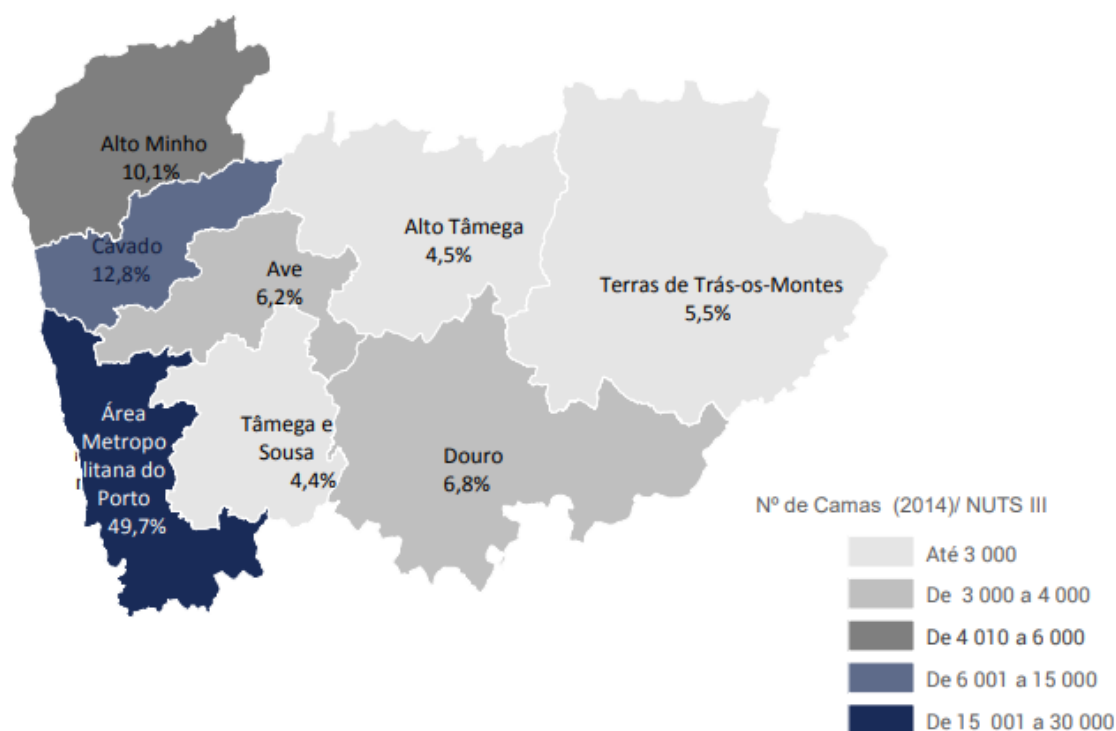 Alto Minho
10,1%
Cavado
12,8%
Ave
6,2%
Alto Tâmega
4,5%
Terras de Trás-os-Montes
5,5%
Área
Metropo
litana do
Porto
49,7%
Tâmega e
Sousa
4,4%
Douro
6,8%
Nº de Camas (2014)/ NUTS III
Até 3 000
De 3 000 a 4 000
De 4 010 a 6 000
De 6 001 a 15 000
De 15 001 a 30 000